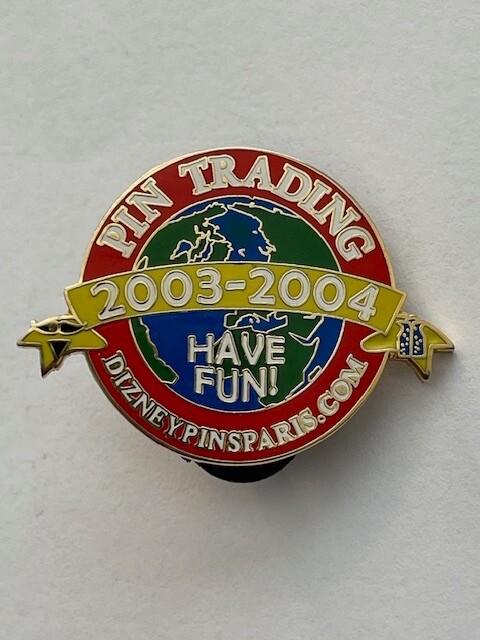 PIN TRADING
2003-2004
HAVE
FUN!
DIZNEYPINSPARIS.COM